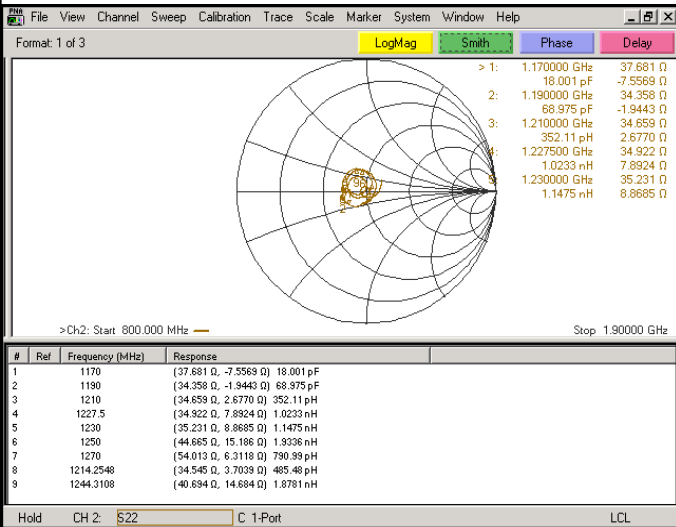 PNA File View Channel Sweep Calibration Trace Scale Marker System Window Help
Format: 1 of 3 LogMag Smith Phase Delay
> 1: 1.170000 GHz 37.681 Ω
18.001 pF -7.5569 Ω
2: 1.190000 GHz 34.358 Ω
68.975 pF -1.9443 Ω
3: 1.210000 GHz 34.659 Ω
352.11 pH 2.6770 Ω
4: 1.227500 GHz 34.922 Ω
1.0233 nH 7.8924 Ω
5: 1.230000 GHz 35.231 Ω
1.1475 nH 8.8685 Ω
>Ch2: Start 800.000 MHz Stop 1.90000 GHz
# Ref Frequency (MHz) Response
1 1170 (37.681 Ω, -7.5569 Ω) 18.001 pF
2 1190 (34.358 Ω, -1.9443 Ω) 68.975 pF
3 1210 (34.659 Ω, 2.6770 Ω) 352.11 pH
4 1227.5 (34.922 Ω, 7.8924 Ω) 1.0233 nH
5 1230 (35.231 Ω, 8.8685 Ω) 1.1475 nH
6 1250 (44.665 Ω, 15.186 Ω) 1.9336 nH
7 1270 (54.013 Ω, 6.3118 Ω) 790.99 pH
8 1214.2548 (34.545 Ω, 3.7039 Ω) 485.48 pH
9 1244.3108 (40.694 Ω, 14.684 Ω) 1.8781 nH
Hold CH 2: S22 C 1-Port LCL